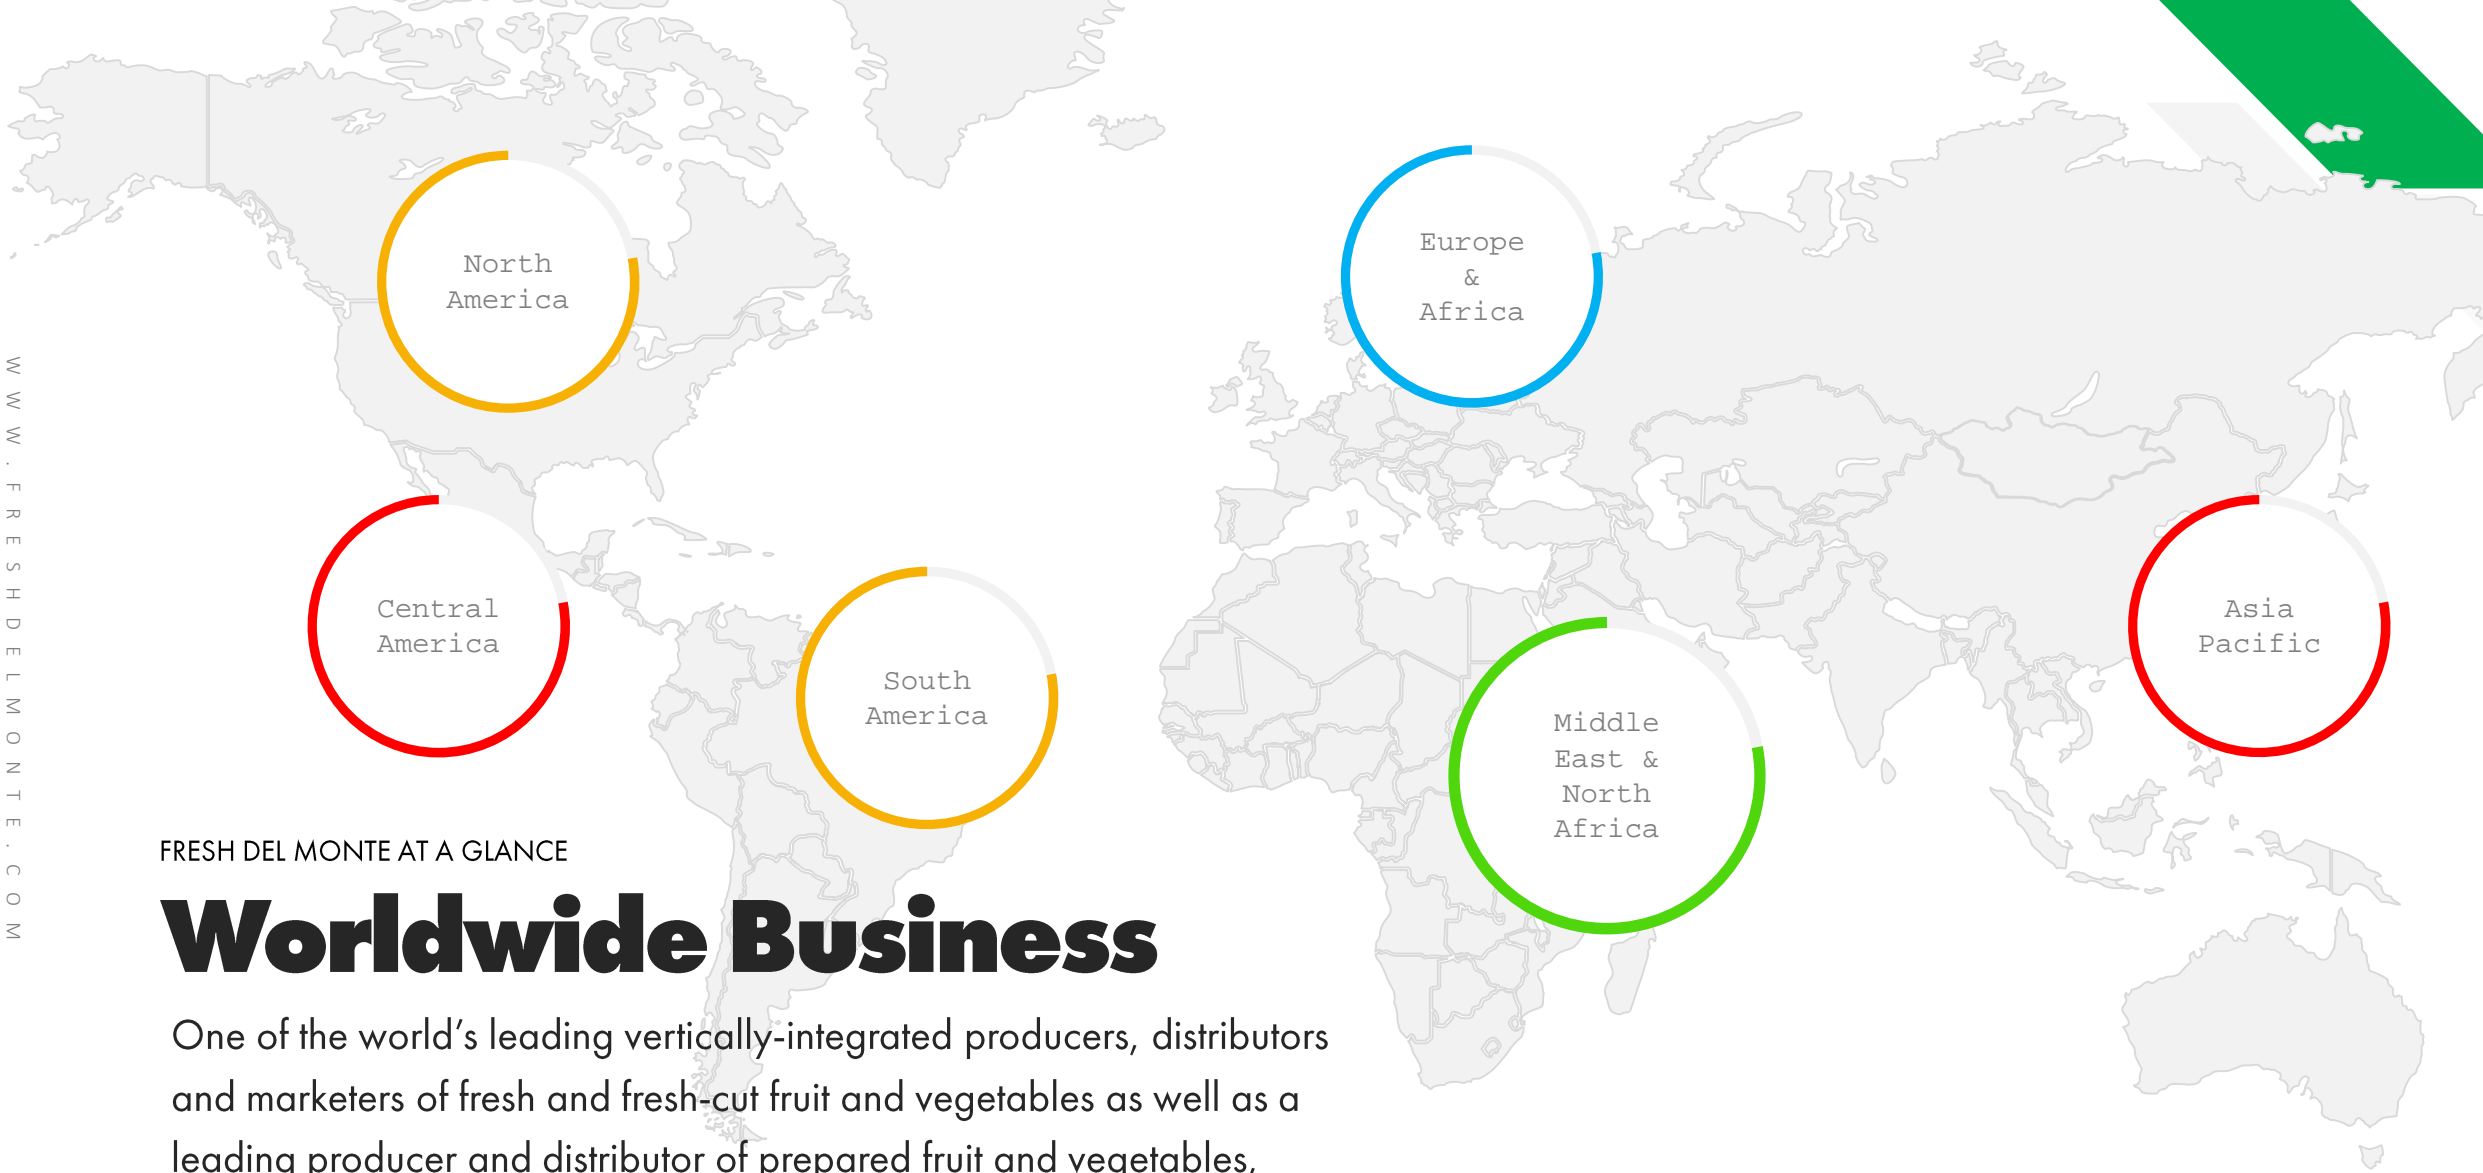 North
America
Europe
&
Africa
Central
America
South
America
Middle
East &
North
Africa
Asia
Pacific
WWW.FRESHDELMONTE.COM
FRESH DEL MONTE AT A GLANCE
Worldwide Business
One of the world’s leading vertically-integrated producers, distributors
and marketers of fresh and fresh-cut fruit and vegetables as well as a
leading producer and distributor of prepared fruit and vegetables,